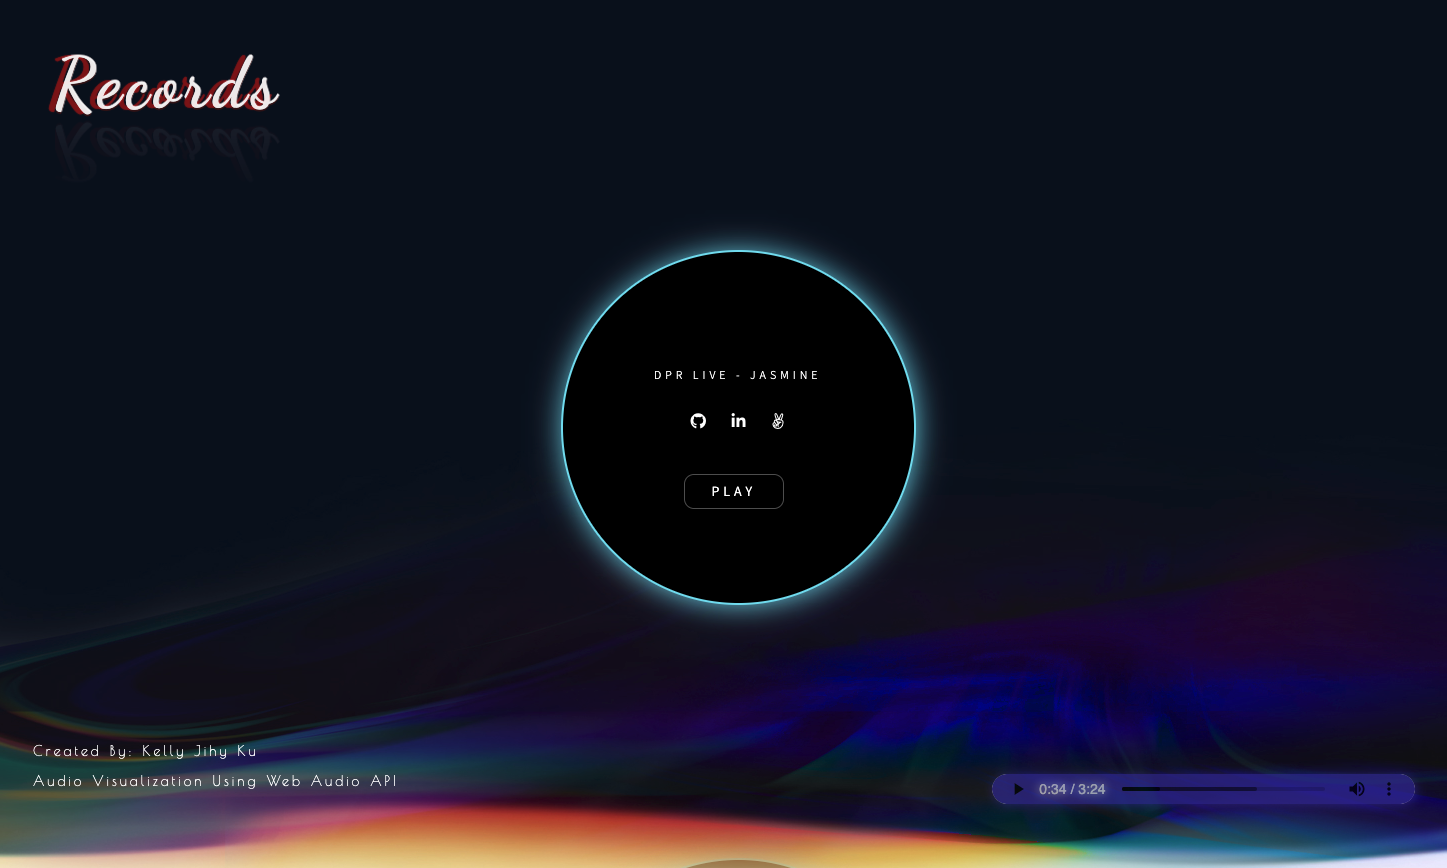 Records
DPR LIVE - JASMINE
PLAY
Created By: Kelly Jihy Ku
Audio Visualization Using Web Audio API
0:34 / 3:24